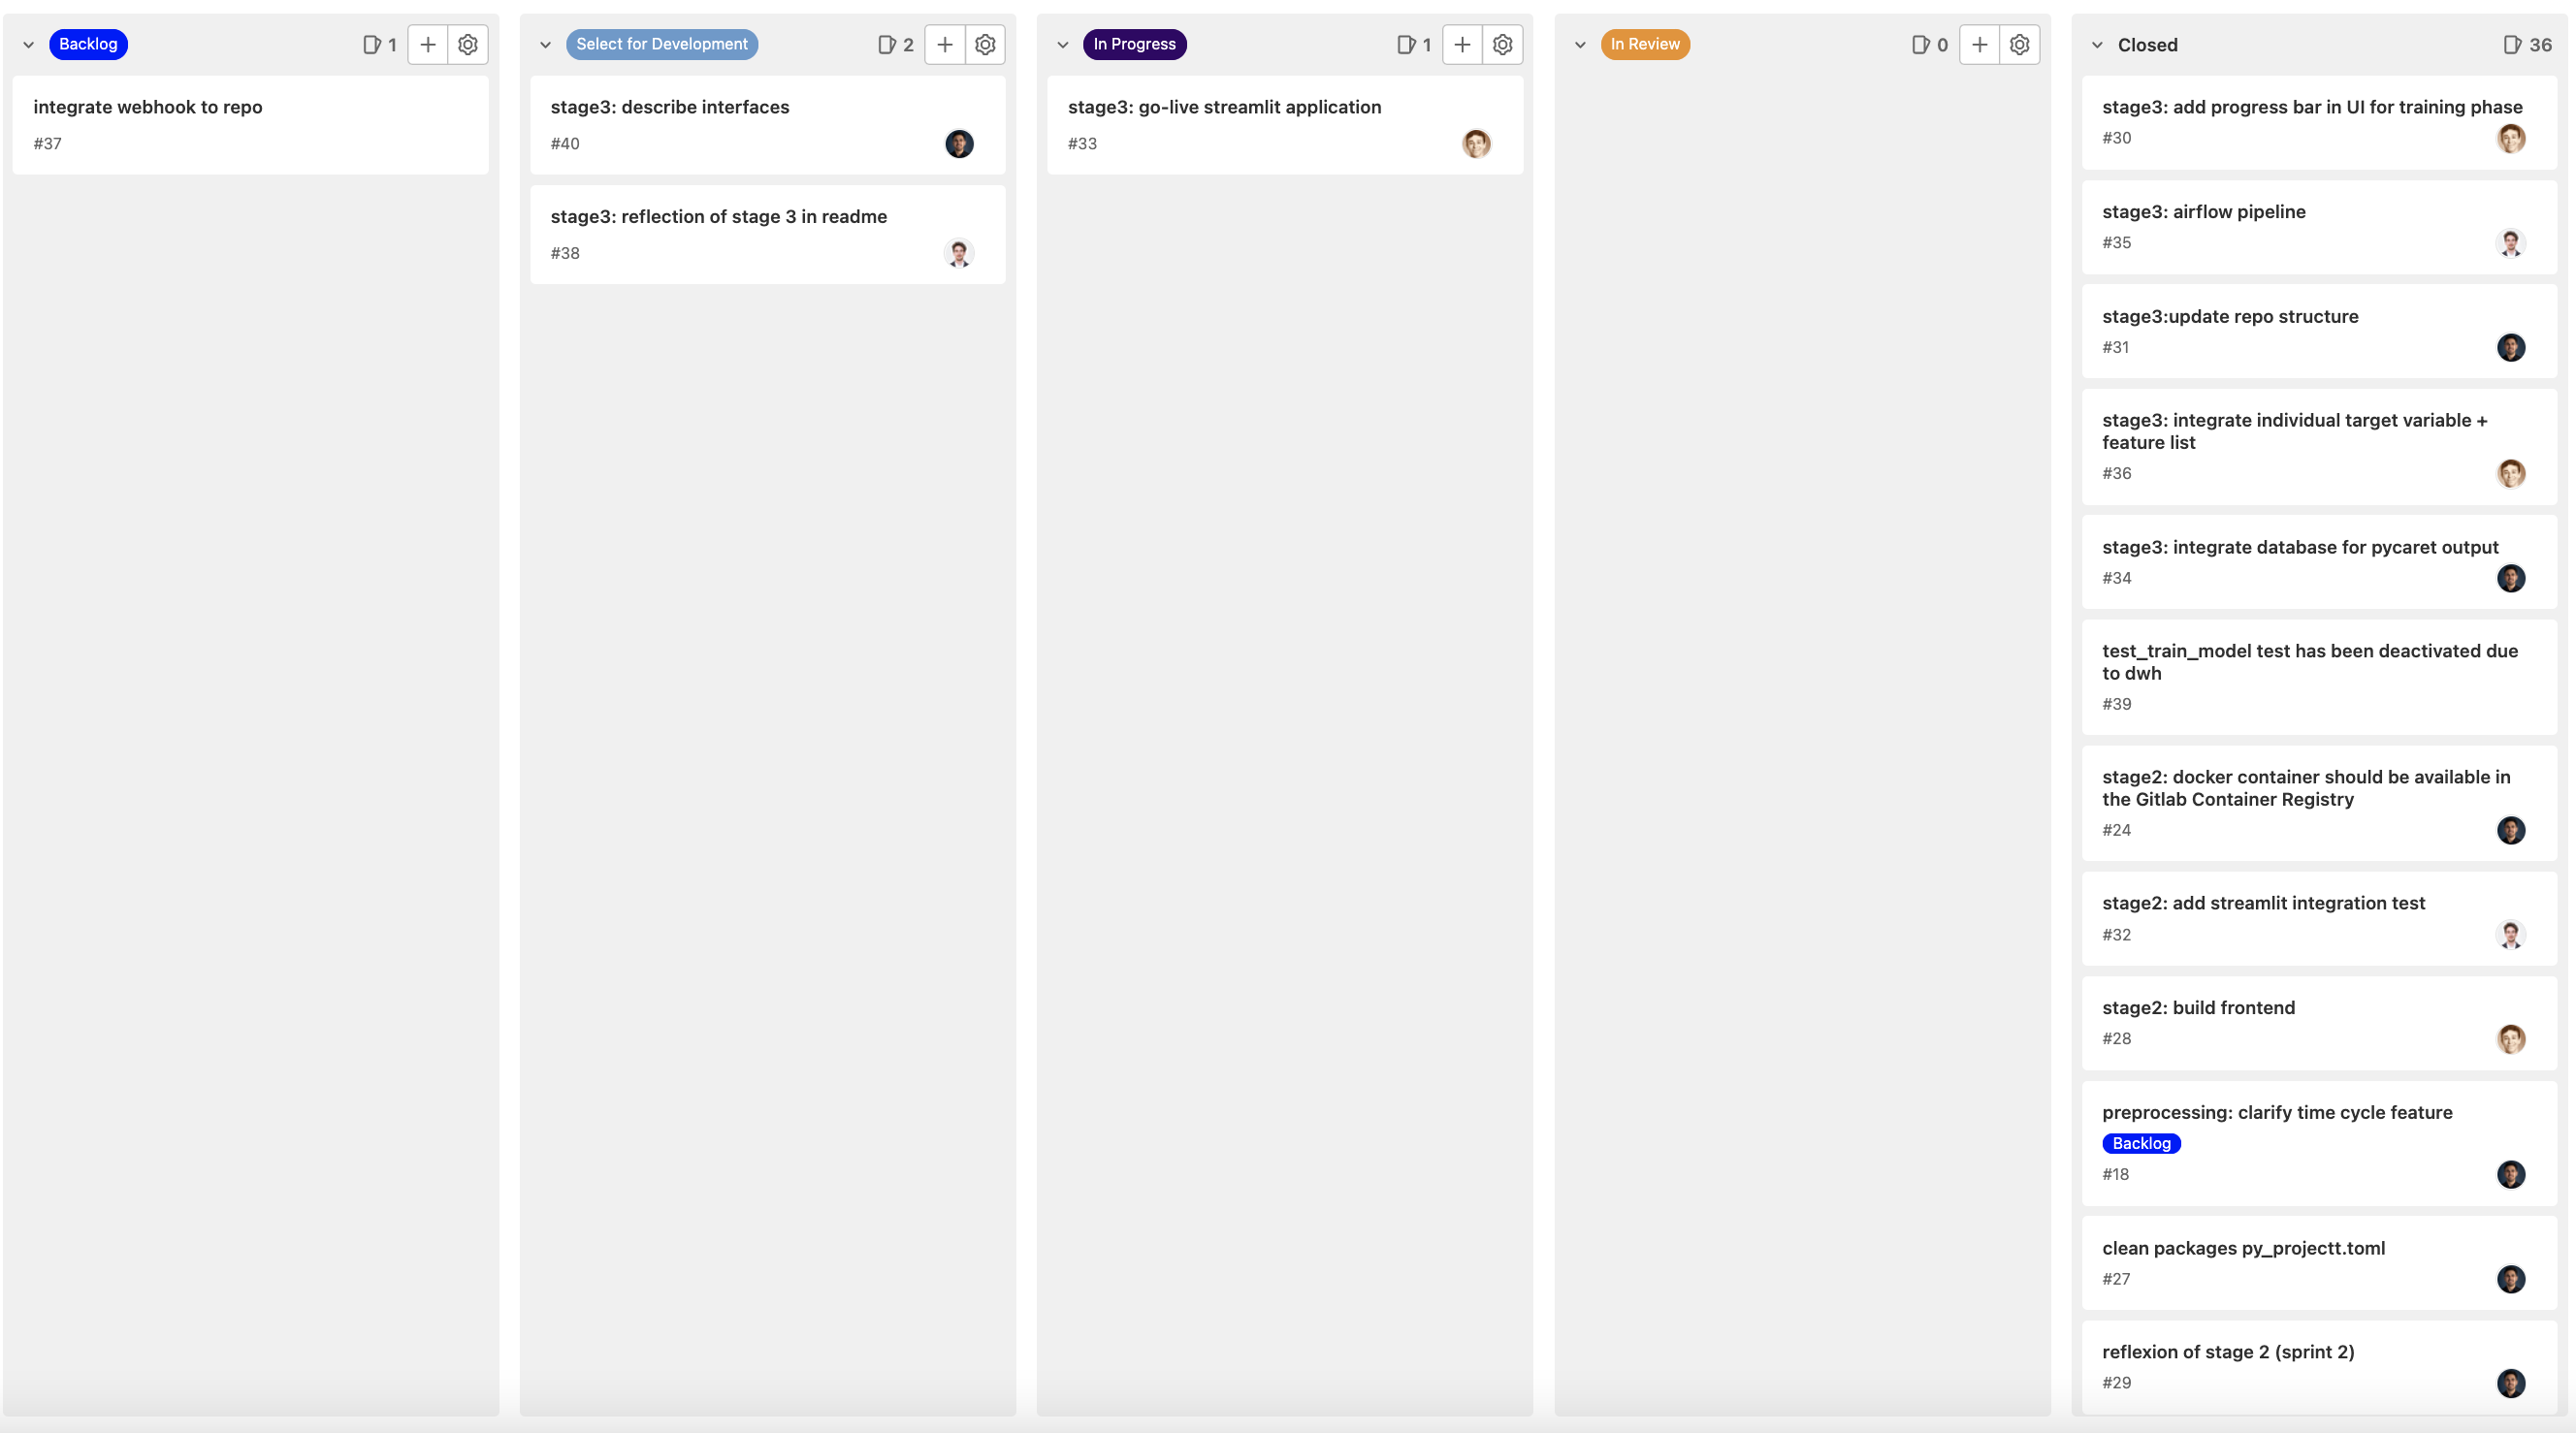 Backlog
1
integrate webhook to repo
#37
Select for Development
2
stage3: describe interfaces
#40
stage3: reflection of stage 3 in readme
#38
In Progress
1
stage3: go-live streamlit application
#33
In Review
0
Closed
36
stage3: add progress bar in UI for training phase
#30
stage3: airflow pipeline
#35
stage3:update repo structure
#31
stage3: integrate individual target variable +
feature list
#36
stage3: integrate database for pycaret output
#34
test_train_model test has been deactivated due
to dwh
#39
stage2: docker container should be available in
the Gitlab Container Registry
#24
stage2: add streamlit integration test
#32
stage2: build frontend
#28
preprocessing: clarify time cycle feature
Backlog
#18
clean packages py_projectt.toml
#27
reflexion of stage 2 (sprint 2)
#29